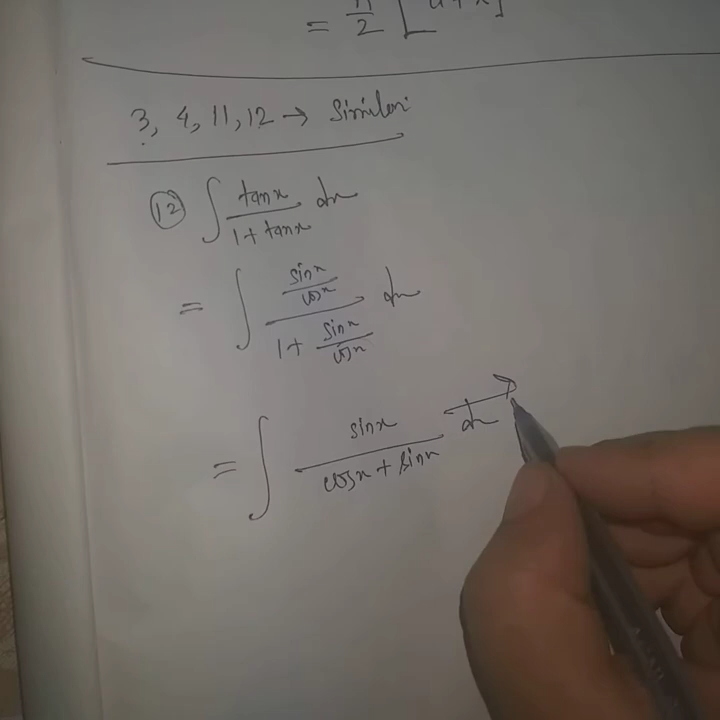 = π/2 [a+x]
3, 4, 11, 12 → Similar
(12) ∫ tanx / 1 + tanx dx
= ∫ sinx/cosx / 1 + sinx/cosx dx
= ∫ sinx / cosx + sinx dx